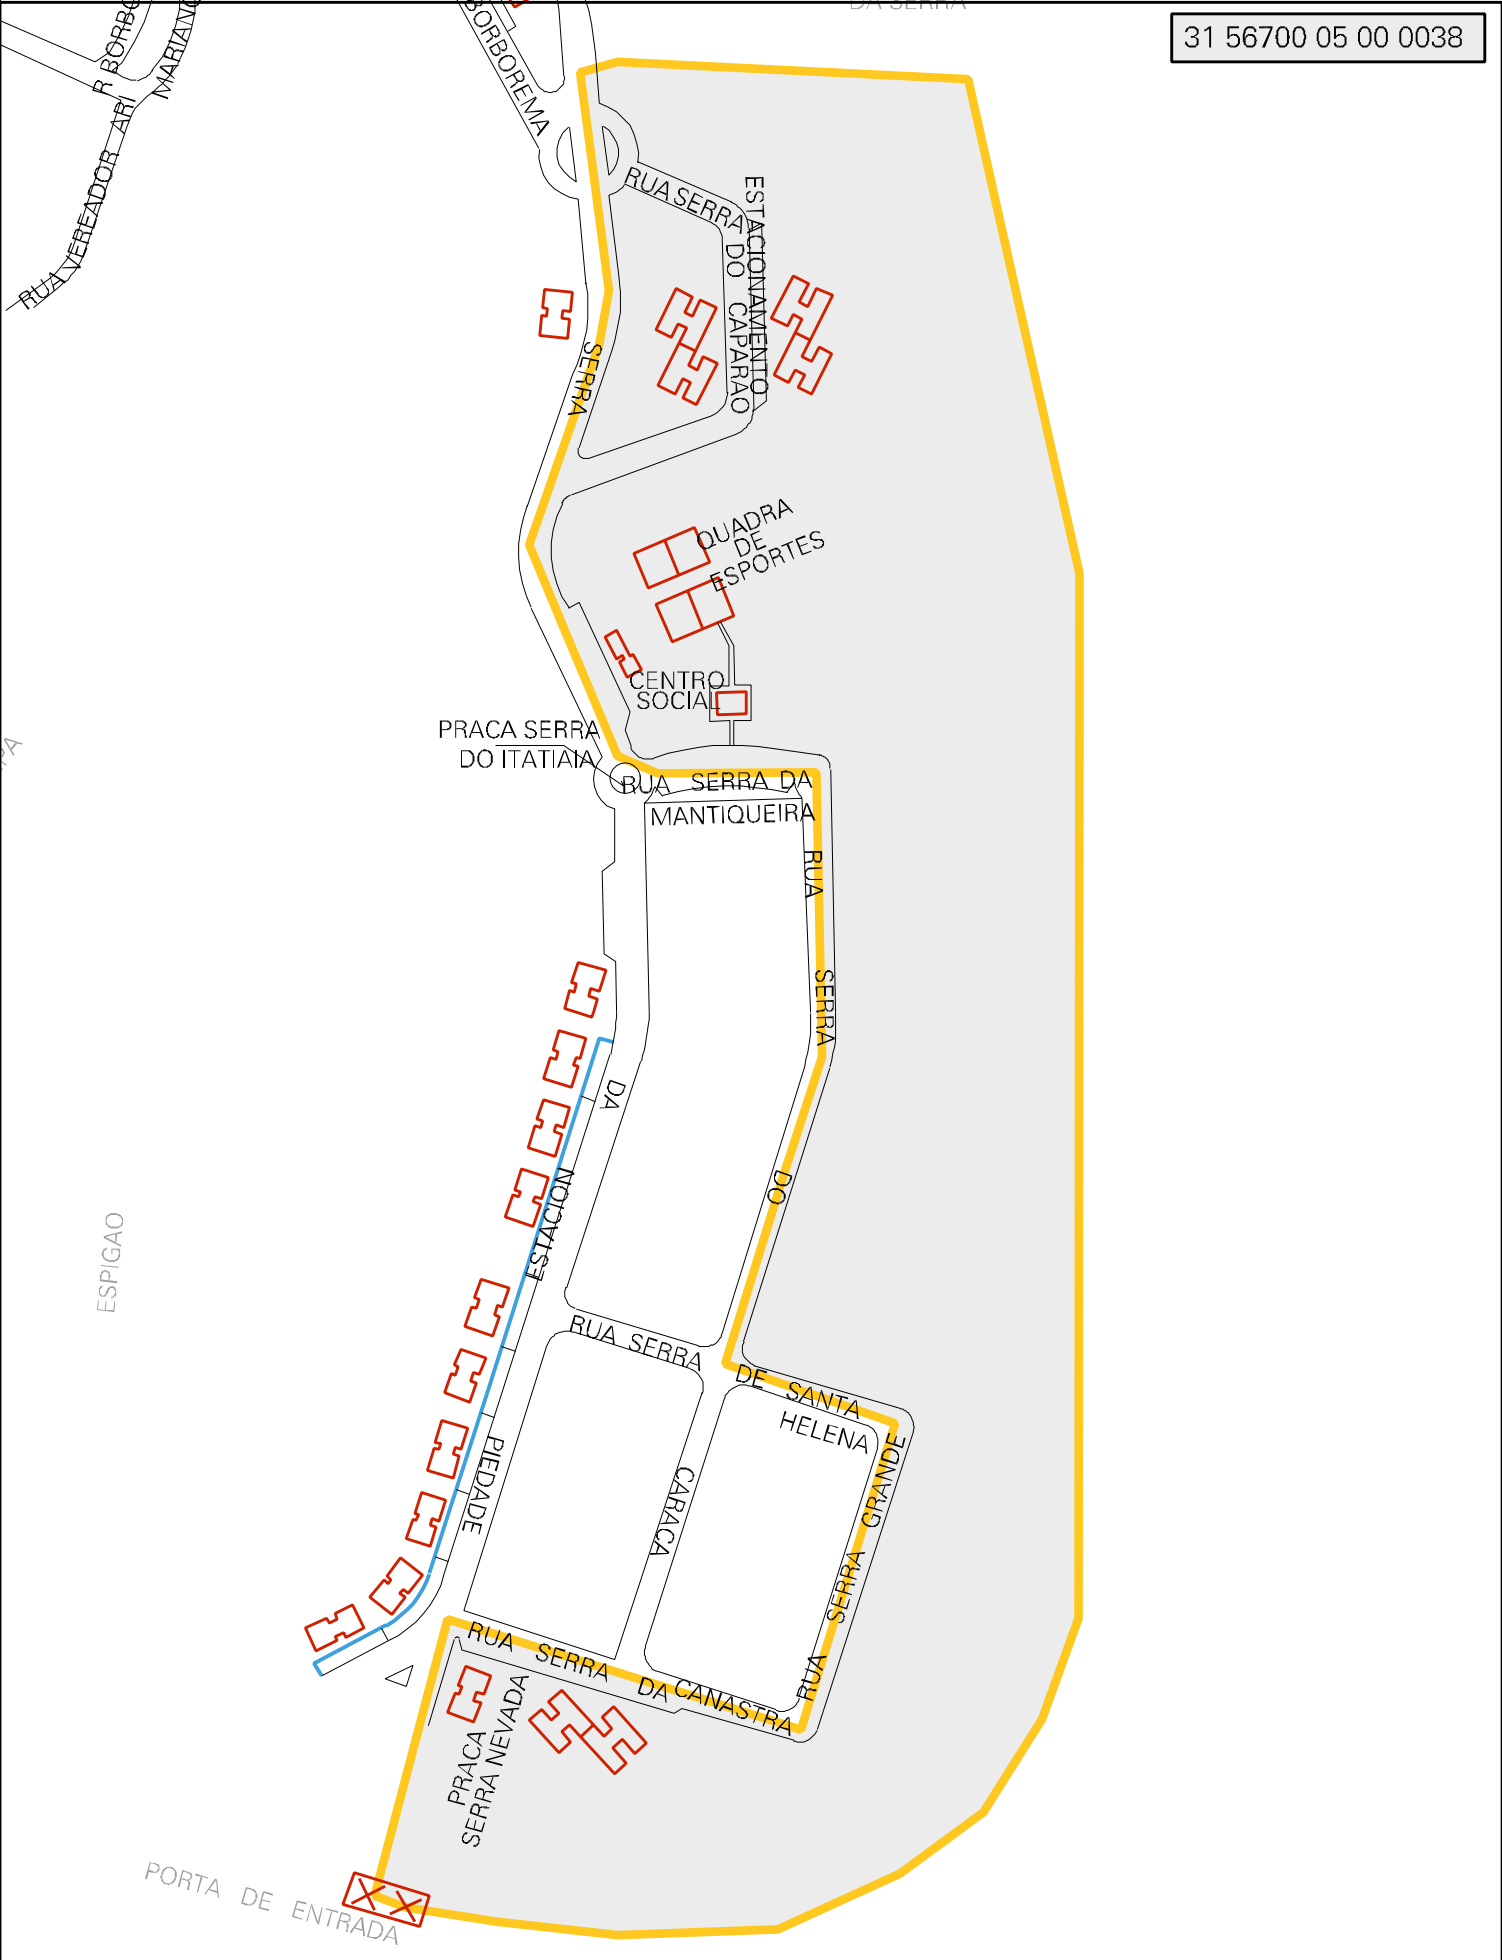 DA SERRA
31 56700 05 00 0038
R BORBO
MARIANO
BORBOREMA
RUA VEREADOR ARI
RUA SERRA DO CAPARAO
ESTACIONAMENTO
SERRA
QUADRA
DE
ESPORTES
CENTRO
SOCIAL
PRACA SERRA
DO ITATIAIA
RUA SERRA DA
MANTIQUEIRA
RUA SERRA DO
DA
ESTACION
ESPIGAO
RUA SERRA DE SANTA
HELENA
PIEDADE
CARACA
RUA SERRA GRANDE
RUA SERRA DA CANASTRA
PRACA
SERRA NEVADA
PORTA DE ENTRADA